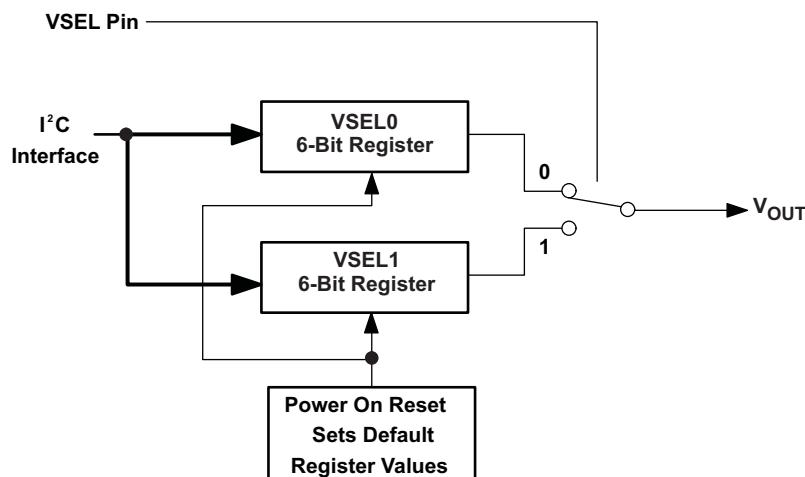 VSEL Pin
I²C
Interface
VSEL0
6-Bit Register
0
VOUT
1
VSEL1
6-Bit Register
Power On Reset
Sets Default
Register Values